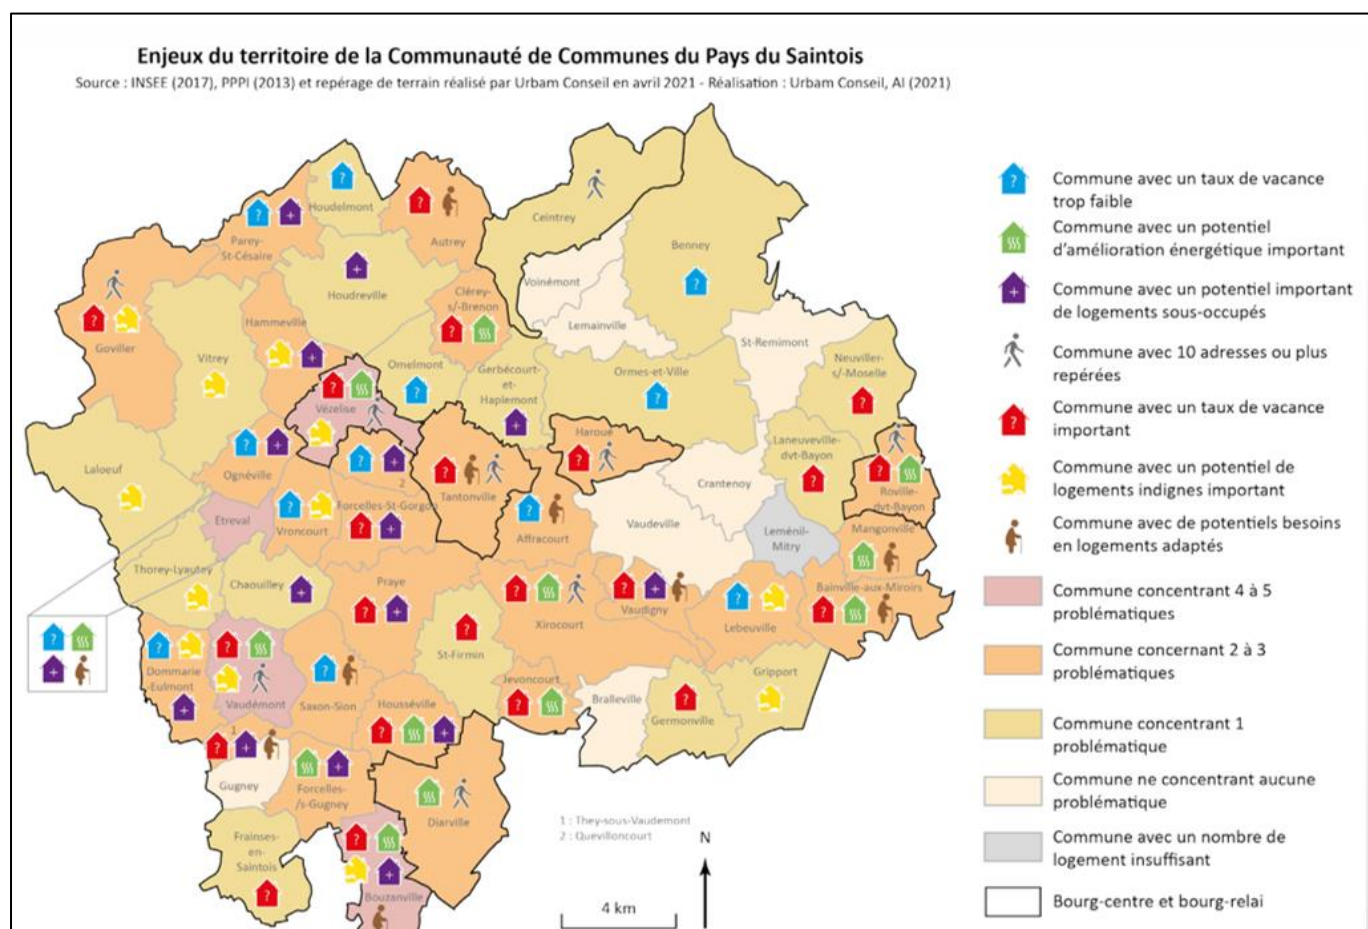 Enjeux du territoire de la Communauté de Communes du Pays du Saintois
Source : INSEE (2017), PPPI (2013) et repérage de terrain réalisé par Urbam Conseil en avril 2021 - Réalisation : Urbam Conseil, AI (2021)
Houdelmont
Parey-
St-Césaire
Autrey
Ceintrey
Benney
Voinémont
Houdreville
Clérey-
s/-Brenon
Lemainville
Hammeville
Goviller
St-Remimont
Vitrey
Omelmont
Gerbécourt-
et-
Haplemont
Ormes-et-Ville
Neuviller-
s/-Moselle
Vézelise
Laloeuf
Ognéville
2
Haroué
Laneuveville-
dvt-Bayon
Tantonville
Crantenoy
Roville-
dvt-Bayon
Forcelles-St-Gorgon
Etreval
Vroncourt
Affracourt
Vaudeville
Leménil-
Mitry
Mangonville
Thorey-Lyautey
Chaouilley
Praye
Bainville-aux-Miroirs
Vaudigny
Xirocourt
Lebeuville
St-Firmin
Dommarie
-Eulmont
Vaudémont
Saxon-Sion
Housséville
Jevoncourt
Bralleville
Germonville
Gripport
1
Gugney
Forcelles-
/s-Gugney
Diarville
Frainses-
en-
Saintois
Bouzanville
1 : They-sous-Vaudemont
2 : Quevilloncourt
N
4 km
Commune avec un taux de vacance
trop faible
Commune avec un potentiel
d'amélioration énergétique important
Commune avec un potentiel important
de logements sous-occupés
Commune avec 10 adresses ou plus
repérées
Commune avec un taux de vacance
important
Commune avec un potentiel de
logements indignes important
Commune avec de potentiels besoins
en logements adaptés
Commune concentrant 4 à 5
problématiques
Commune concernant 2 à 3
problématiques
Commune concentrant 1
problématique
Commune ne concentrant aucune
problématique
Commune avec un nombre de
logement insuffisant
Bourg-centre et bourg-relai